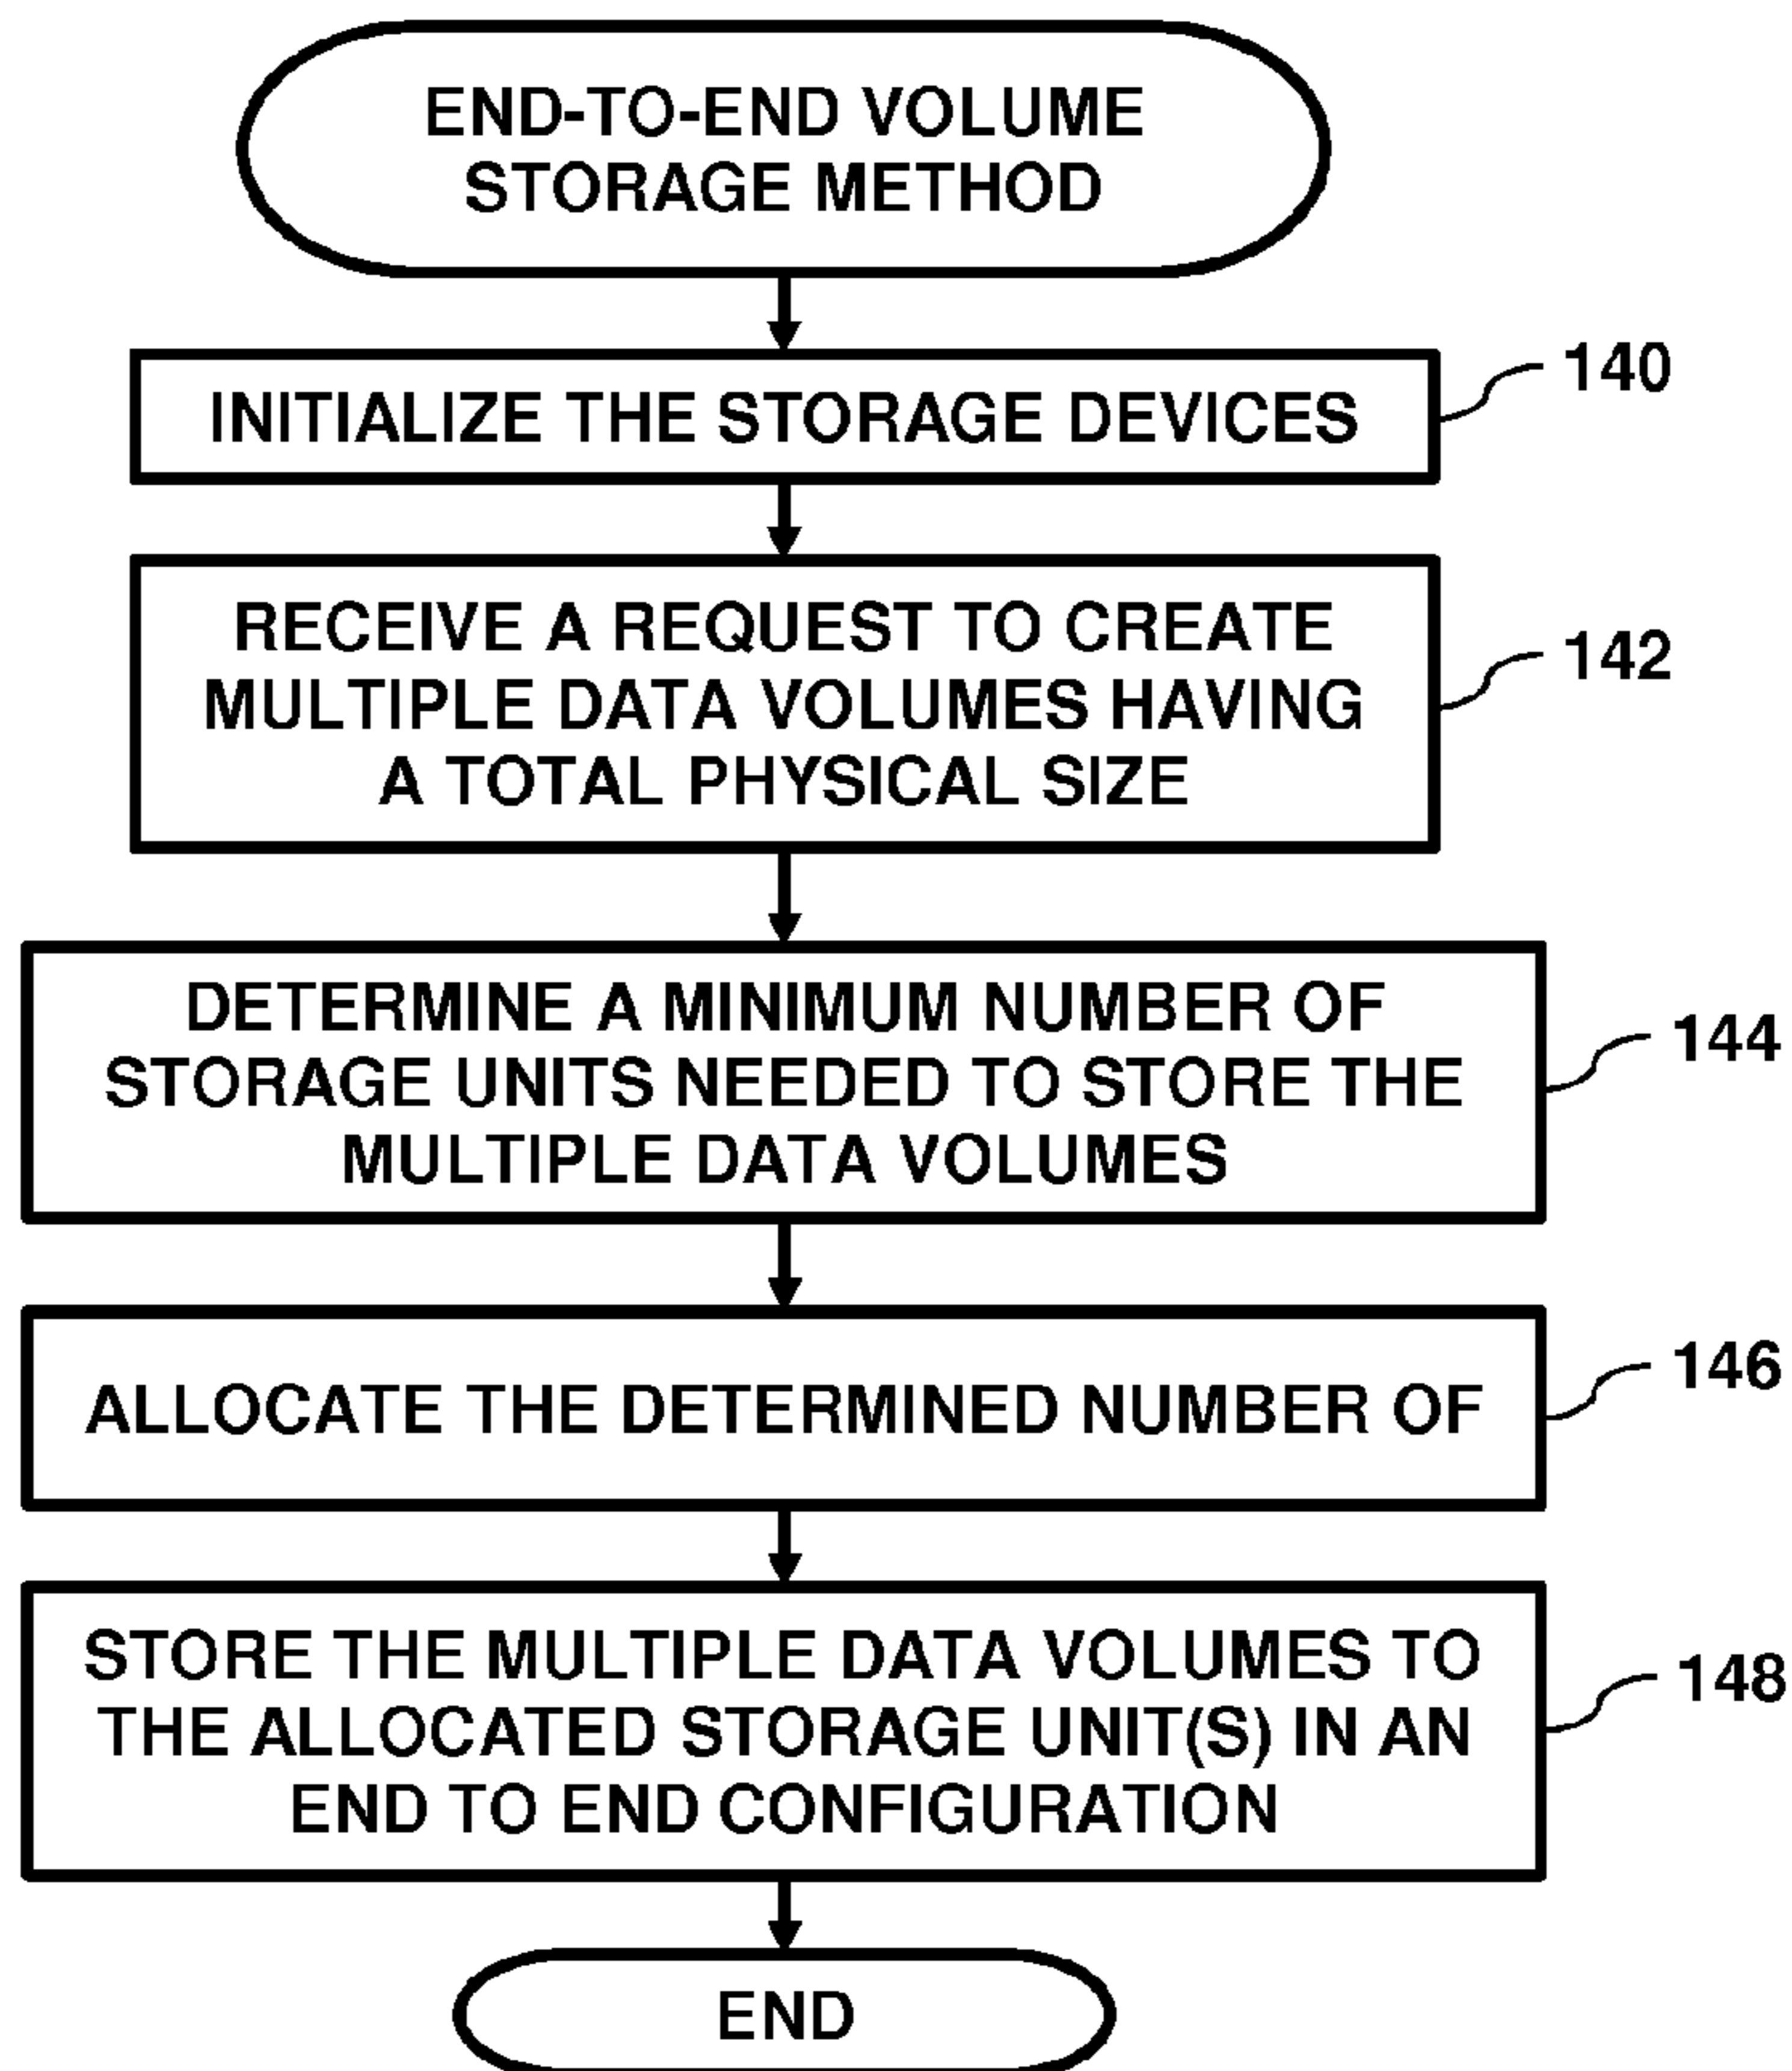 END-TO-END VOLUME
STORAGE METHOD
INITIALIZE THE STORAGE DEVICES
140
RECEIVE A REQUEST TO CREATE
MULTIPLE DATA VOLUMES HAVING
A TOTAL PHYSICAL SIZE
142
DETERMINE A MINIMUM NUMBER OF
STORAGE UNITS NEEDED TO STORE THE
MULTIPLE DATA VOLUMES
144
ALLOCATE THE DETERMINED NUMBER OF
146
STORE THE MULTIPLE DATA VOLUMES TO
THE ALLOCATED STORAGE UNIT(S) IN AN
END TO END CONFIGURATION
148
END